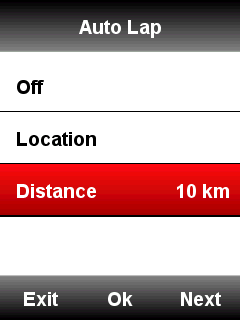 Auto Lap
Off
Location
Distance 10 km
Exit Ok Next